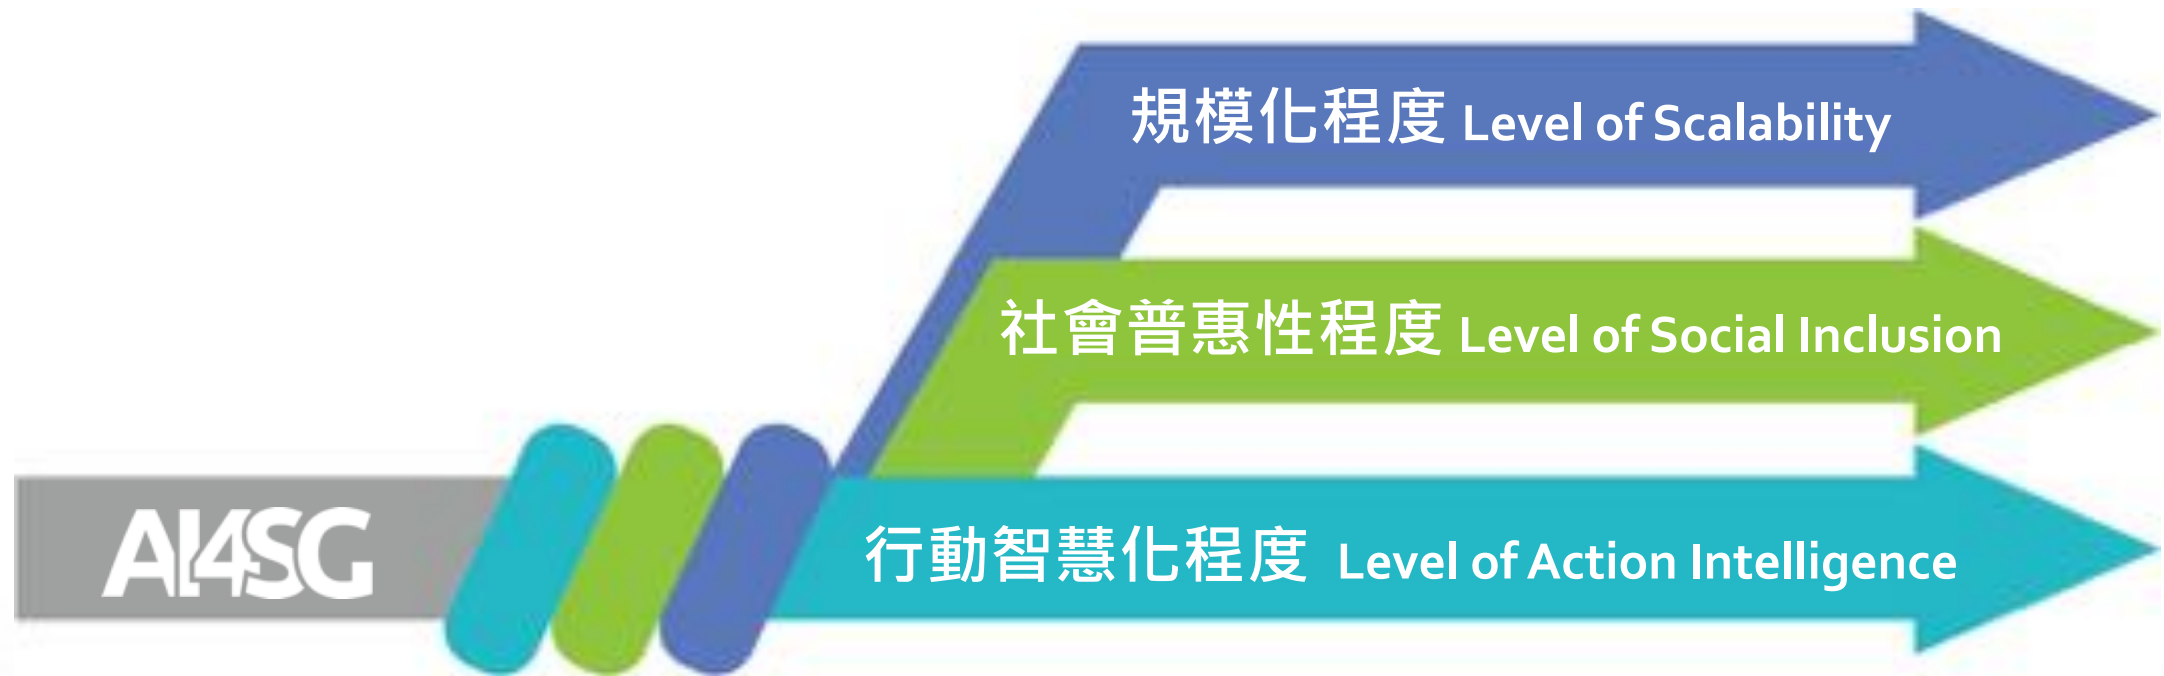 規模化程度 Level of Scalability
社會普惠性程度 Level of Social Inclusion
AI4SG
行動智慧化程度 Level of Action Intelligence